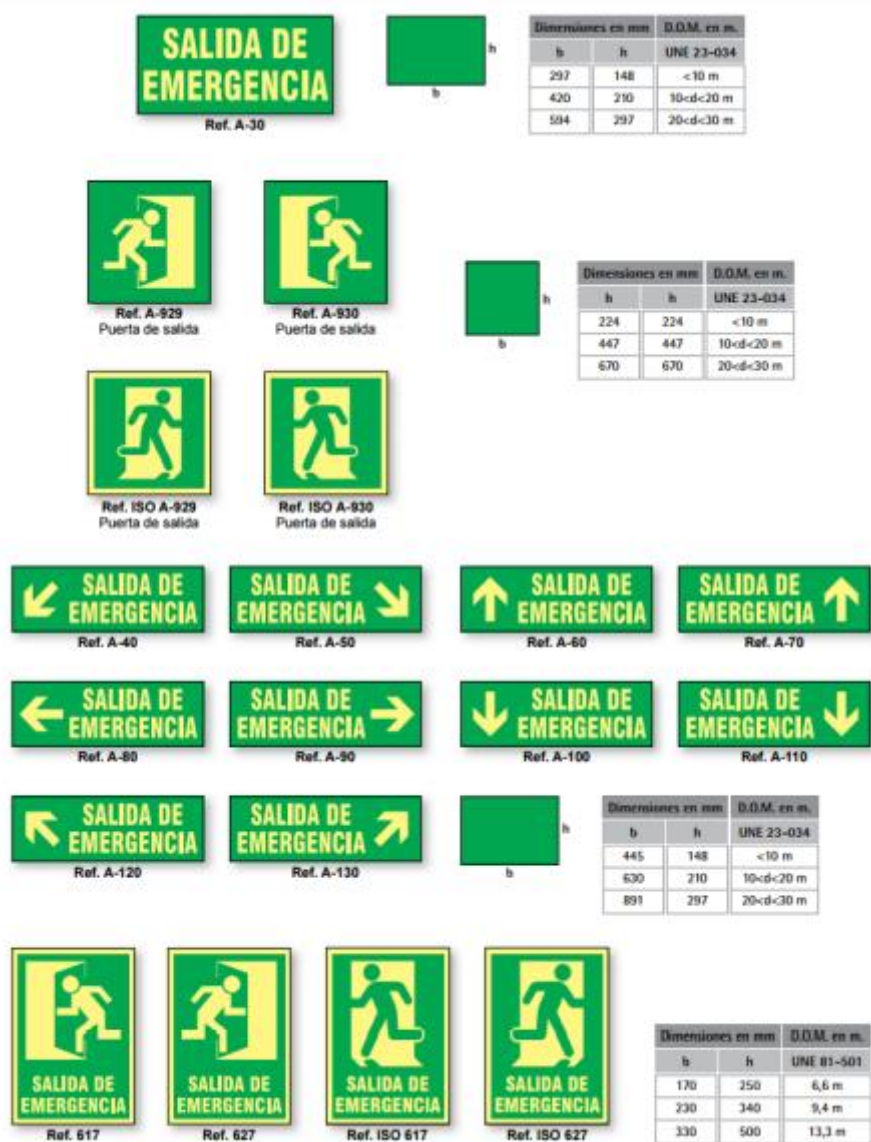 SALIDA DE
EMERGENCIA
Ref. A-30
h
b
Dimensiones en mm D.O.M. en m.
b h UNE 23-034
297 148 <10 m
420 210 10<d<20 m
594 297 20<d<30 m
Ref. A-929
Puerta de salida
Ref. A-930
Puerta de salida
h
b
Dimensiones en mm D.O.M. en m.
h h UNE 23-034
224 224 <10 m
447 447 10<d<20 m
670 670 20<d<30 m
Ref. ISO A-929
Puerta de salida
Ref. ISO A-930
Puerta de salida
SALIDA DE
EMERGENCIA
Ref. A-40
SALIDA DE
EMERGENCIA
Ref. A-50
SALIDA DE
EMERGENCIA
Ref. A-60
SALIDA DE
EMERGENCIA
Ref. A-70
SALIDA DE
EMERGENCIA
Ref. A-80
SALIDA DE
EMERGENCIA
Ref. A-90
SALIDA DE
EMERGENCIA
Ref. A-100
SALIDA DE
EMERGENCIA
Ref. A-110
SALIDA DE
EMERGENCIA
Ref. A-120
SALIDA DE
EMERGENCIA
Ref. A-130
h
b
Dimensiones en mm D.O.M. en m.
b h UNE 23-034
445 148 <10 m
630 210 10<d<20 m
891 297 20<d<30 m
SALIDA DE
EMERGENCIA
Ref. 617
SALIDA DE
EMERGENCIA
Ref. 627
SALIDA DE
EMERGENCIA
Ref. ISO 617
SALIDA DE
EMERGENCIA
Ref. ISO 627
Dimensiones en mm D.O.M. en m.
b h UNE 81-501
170 250 6,6 m
230 340 9,4 m
330 500 13,3 m